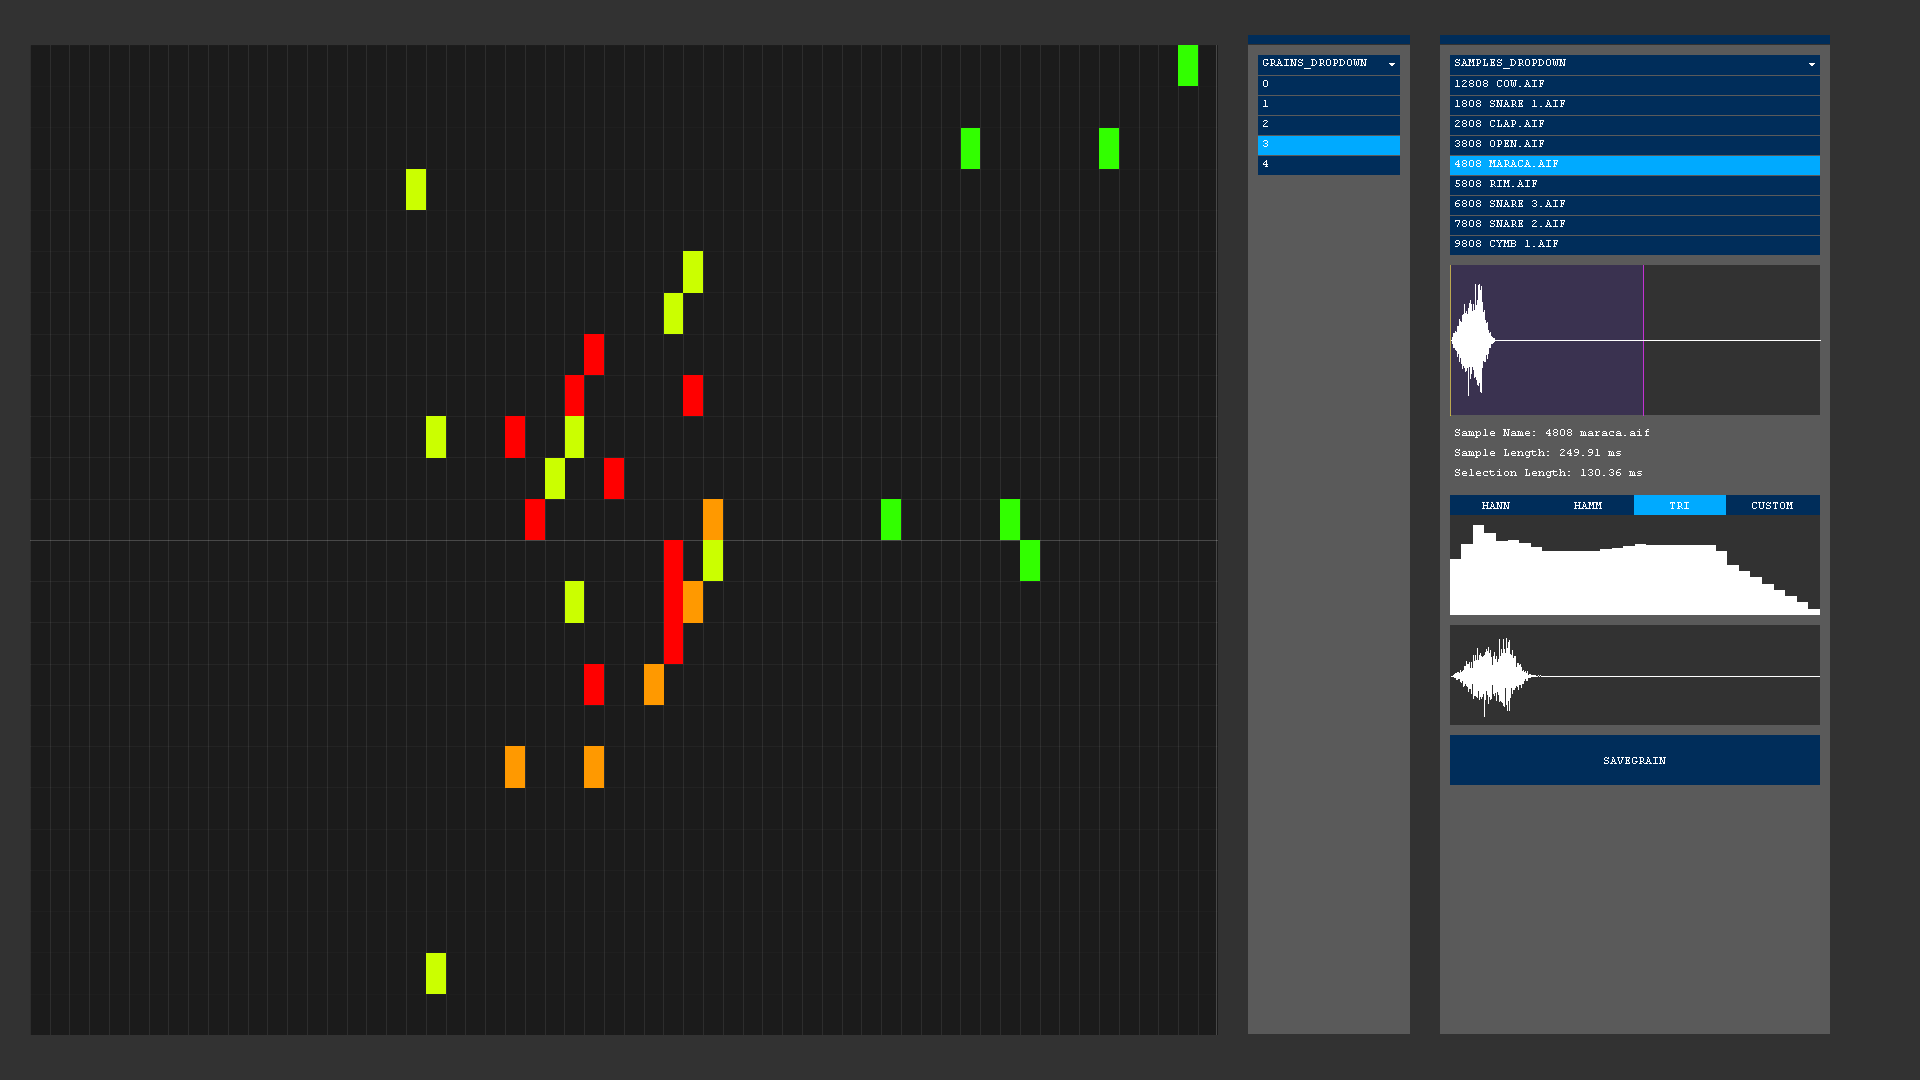 GRAINS_DROPDOWN
0
1
2
3
4
SAMPLES_DROPDOWN
12808 COW.AIF
1808 SNARE 1.AIF
2808 CLAP.AIF
3808 OPEN.AIF
4808 MARACA.AIF
5808 RIM.AIF
6808 SNARE 3.AIF
7808 SNARE 2.AIF
9808 CYMB 1.AIF
Sample Name: 4808 maraca.aif
Sample Length: 249.91 ms
Selection Length: 130.36 ms
HANN HAMM TRI CUSTOM
SAVEGRAIN